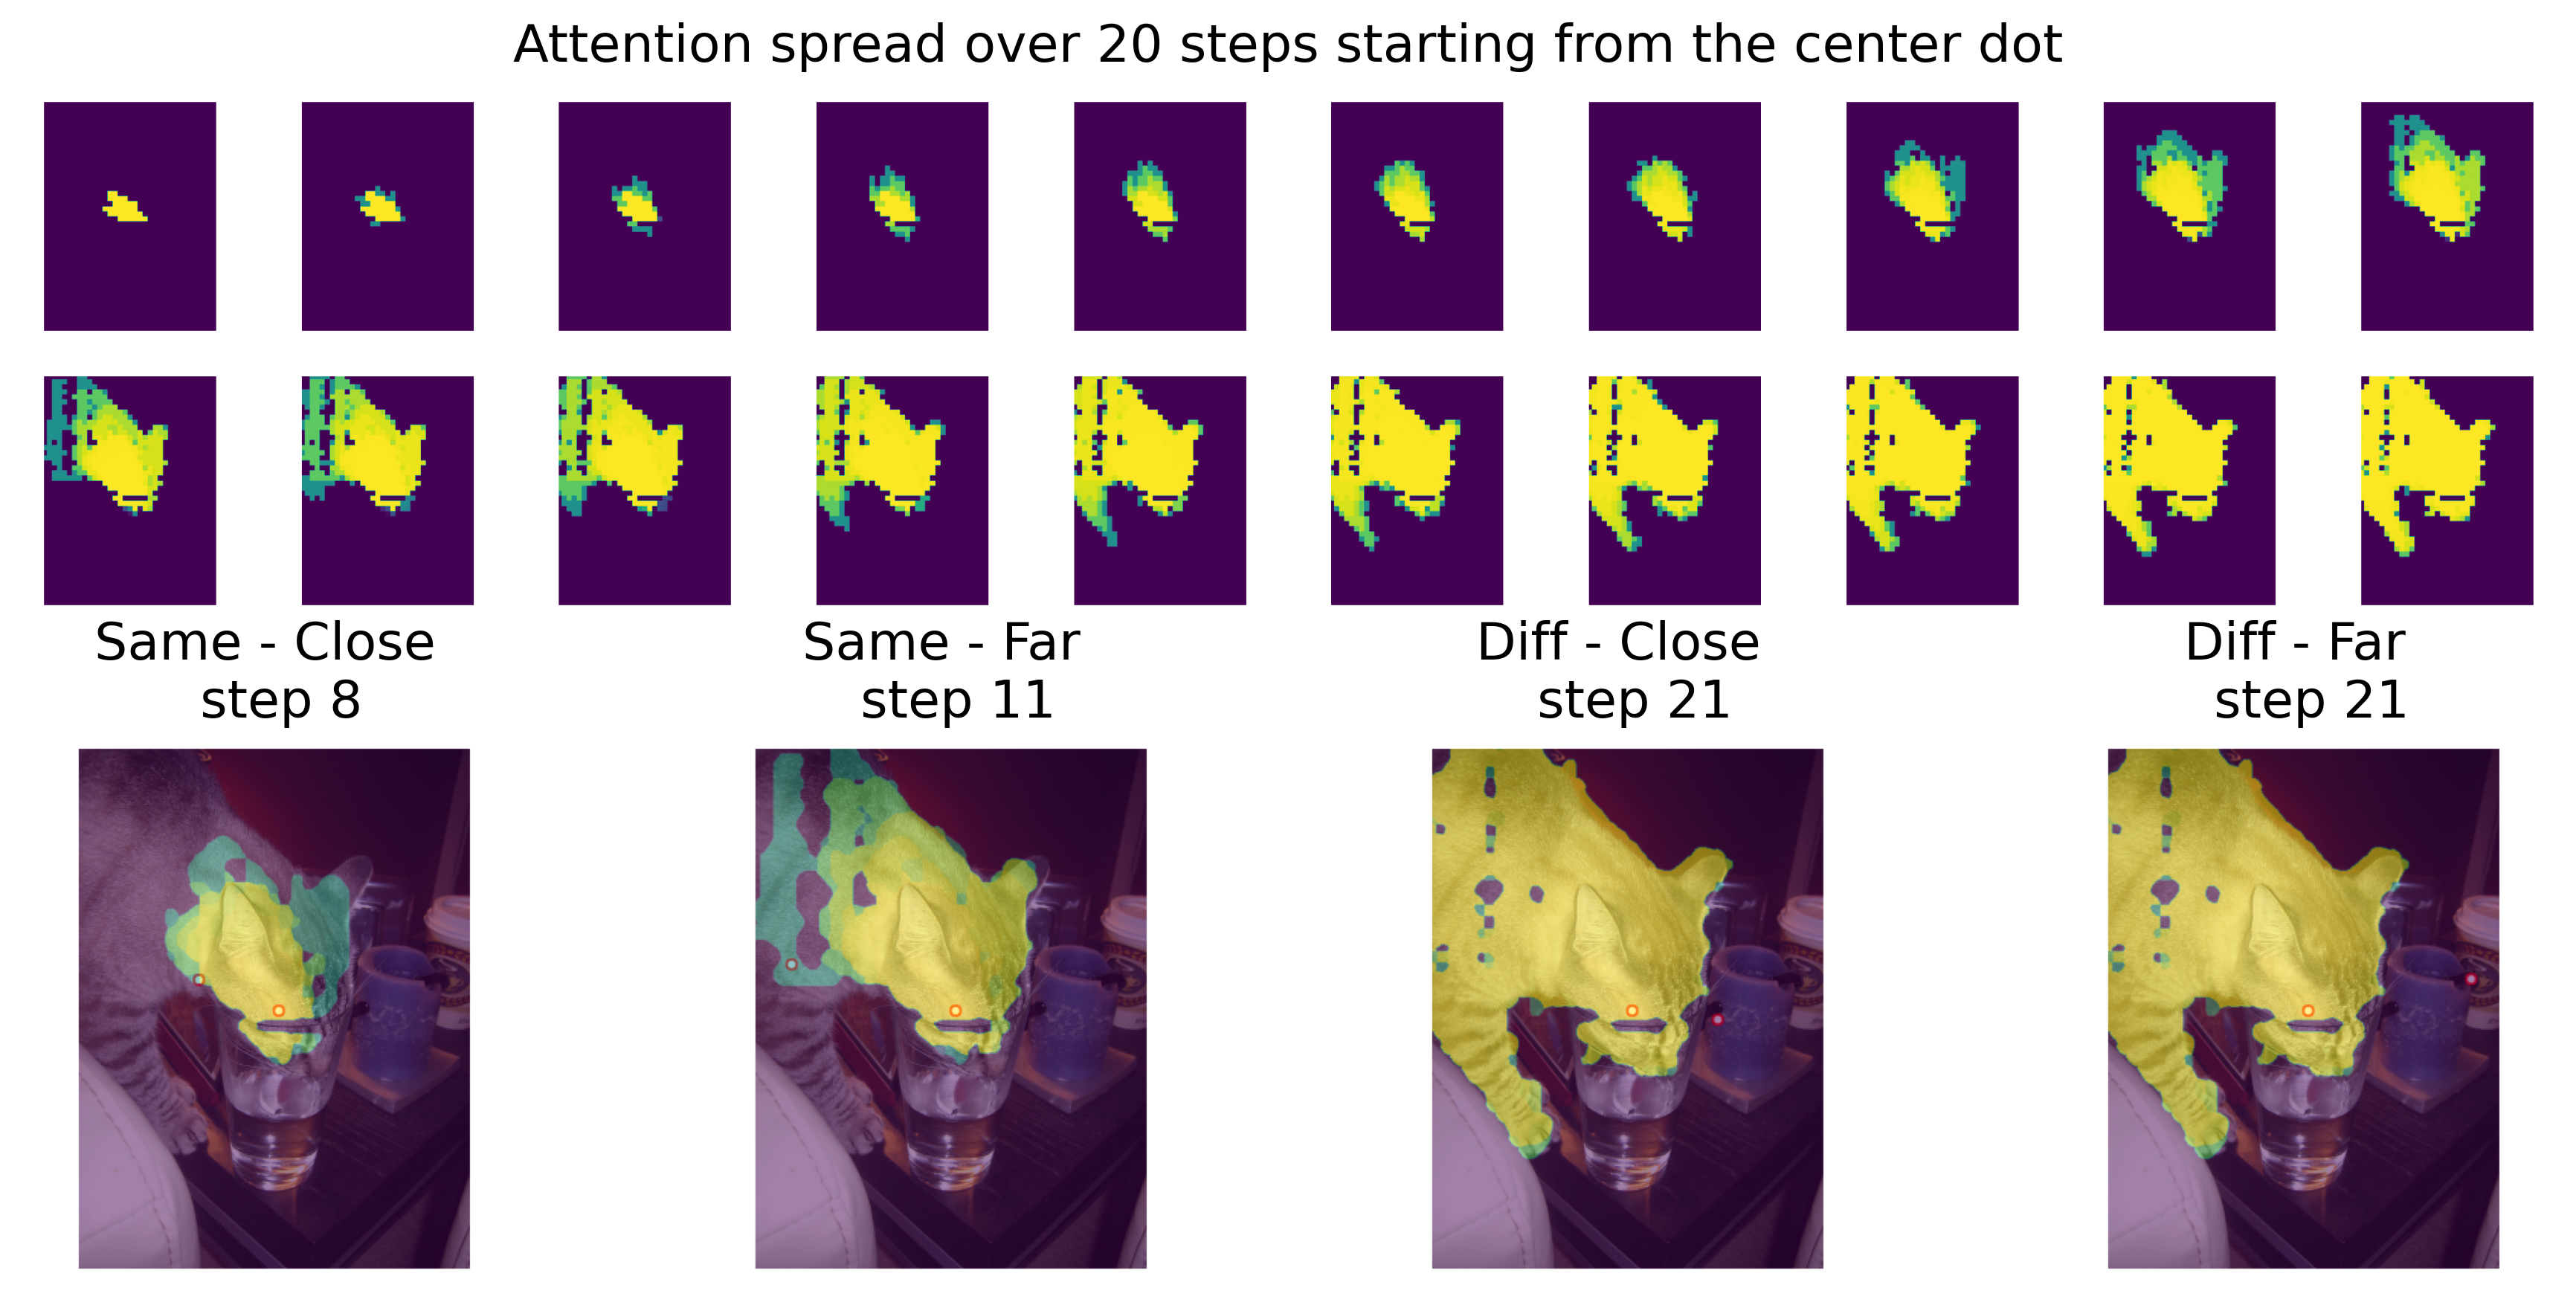 Attention spread over 20 steps starting from the center dot
Same - Close
step 8
Same - Far
step 11
Diff - Close
step 21
Diff - Far
step 21